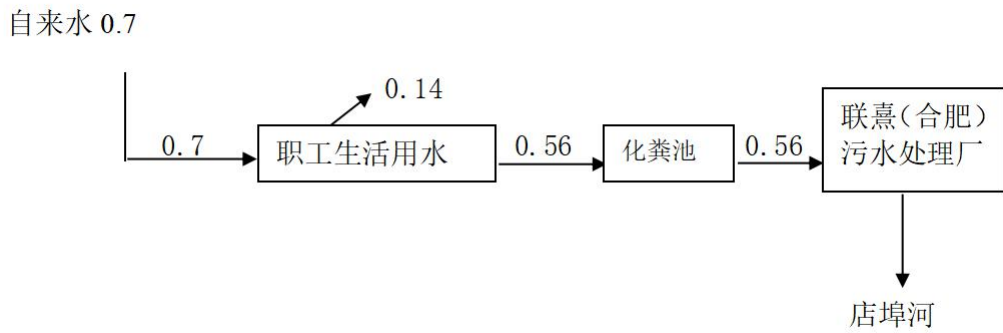 自来水 0.7
0.14
0.7
职工生活用水
0.56
化粪池
0.56
联熹（合肥）
污水处理厂
店埠河